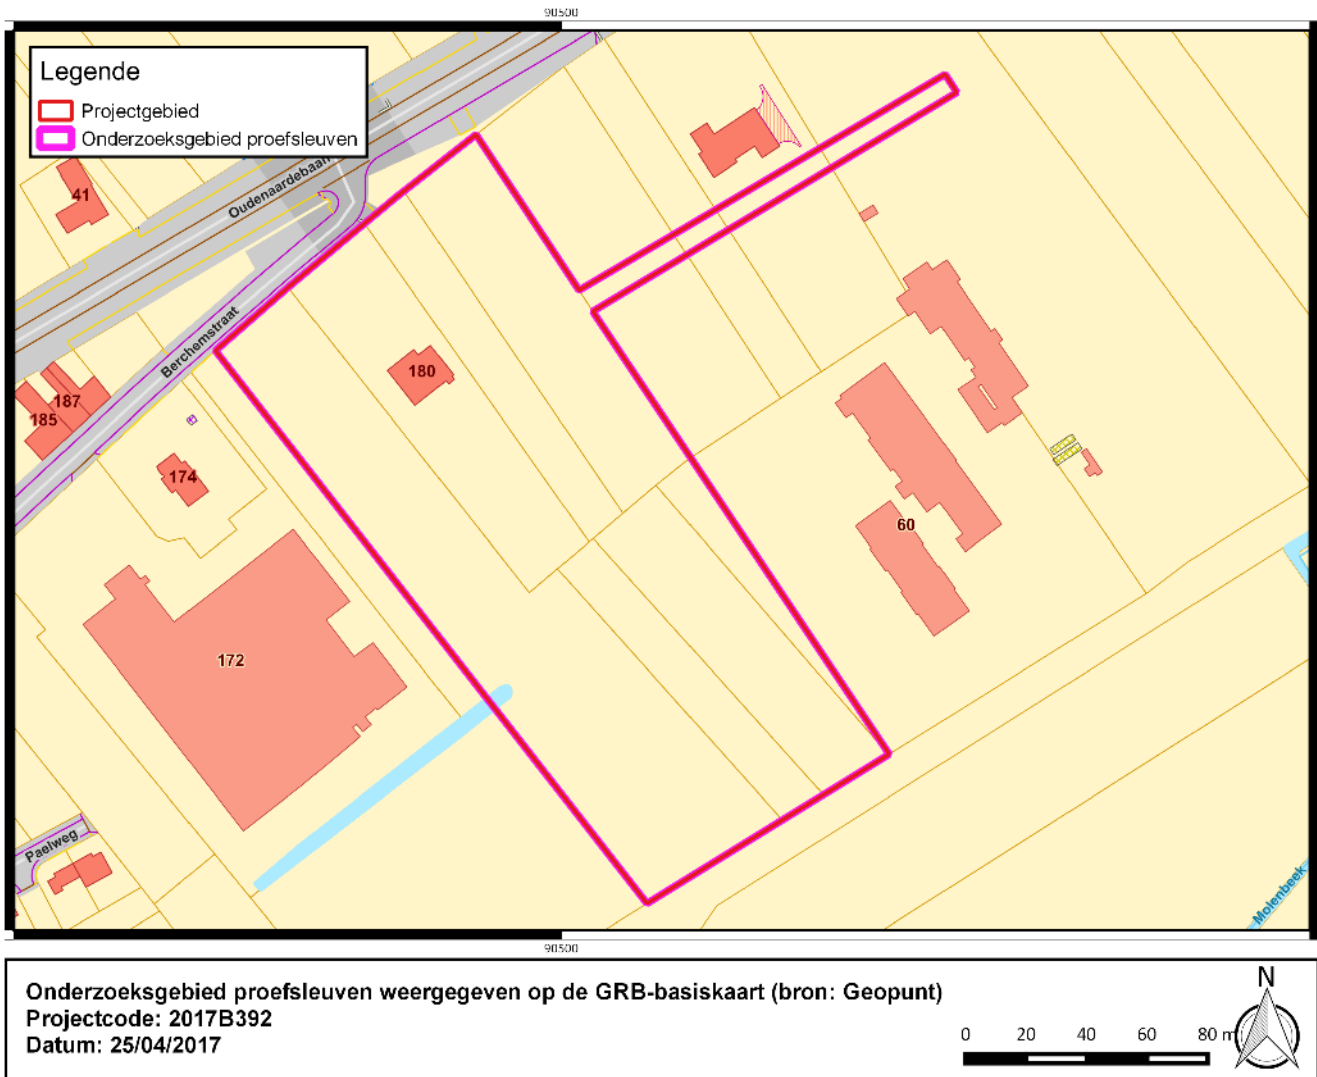 90500
Legende
Projectgebied
Onderzoeksgebied proefsleuven
41
Oudenaardebaan
Berchemstraat
180
187
185
174
60
172
Paelweg
Molenbeek
90500
Onderzoeksgebied proefsleuven weergegeven op de GRB-basiskaart (bron: Geopunt)
Projectcode: 2017B392
Datum: 25/04/2017
0 20 40 60 80 m
N